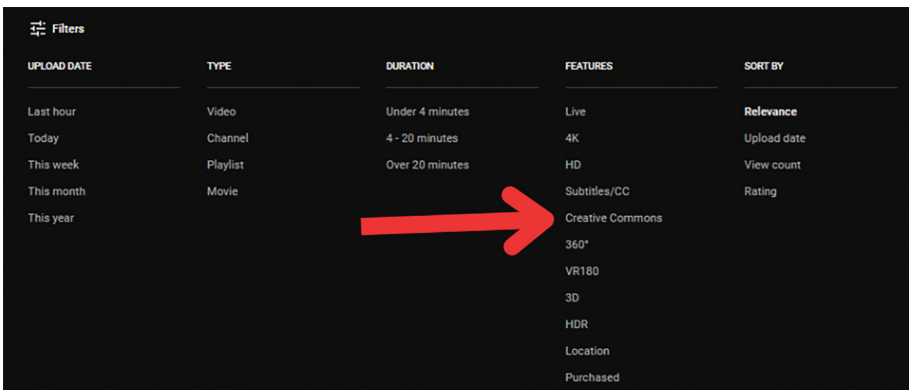 Filters
UPLOAD DATE
Last hour
Today
This week
This month
This year
TYPE
Video
Channel
Playlist
Movie
DURATION
Under 4 minutes
4 - 20 minutes
Over 20 minutes
FEATURES
Live
4K
HD
Subtitles/CC
Creative Commons
360°
VR180
3D
HDR
Location
Purchased
SORT BY
Relevance
Upload date
View count
Rating